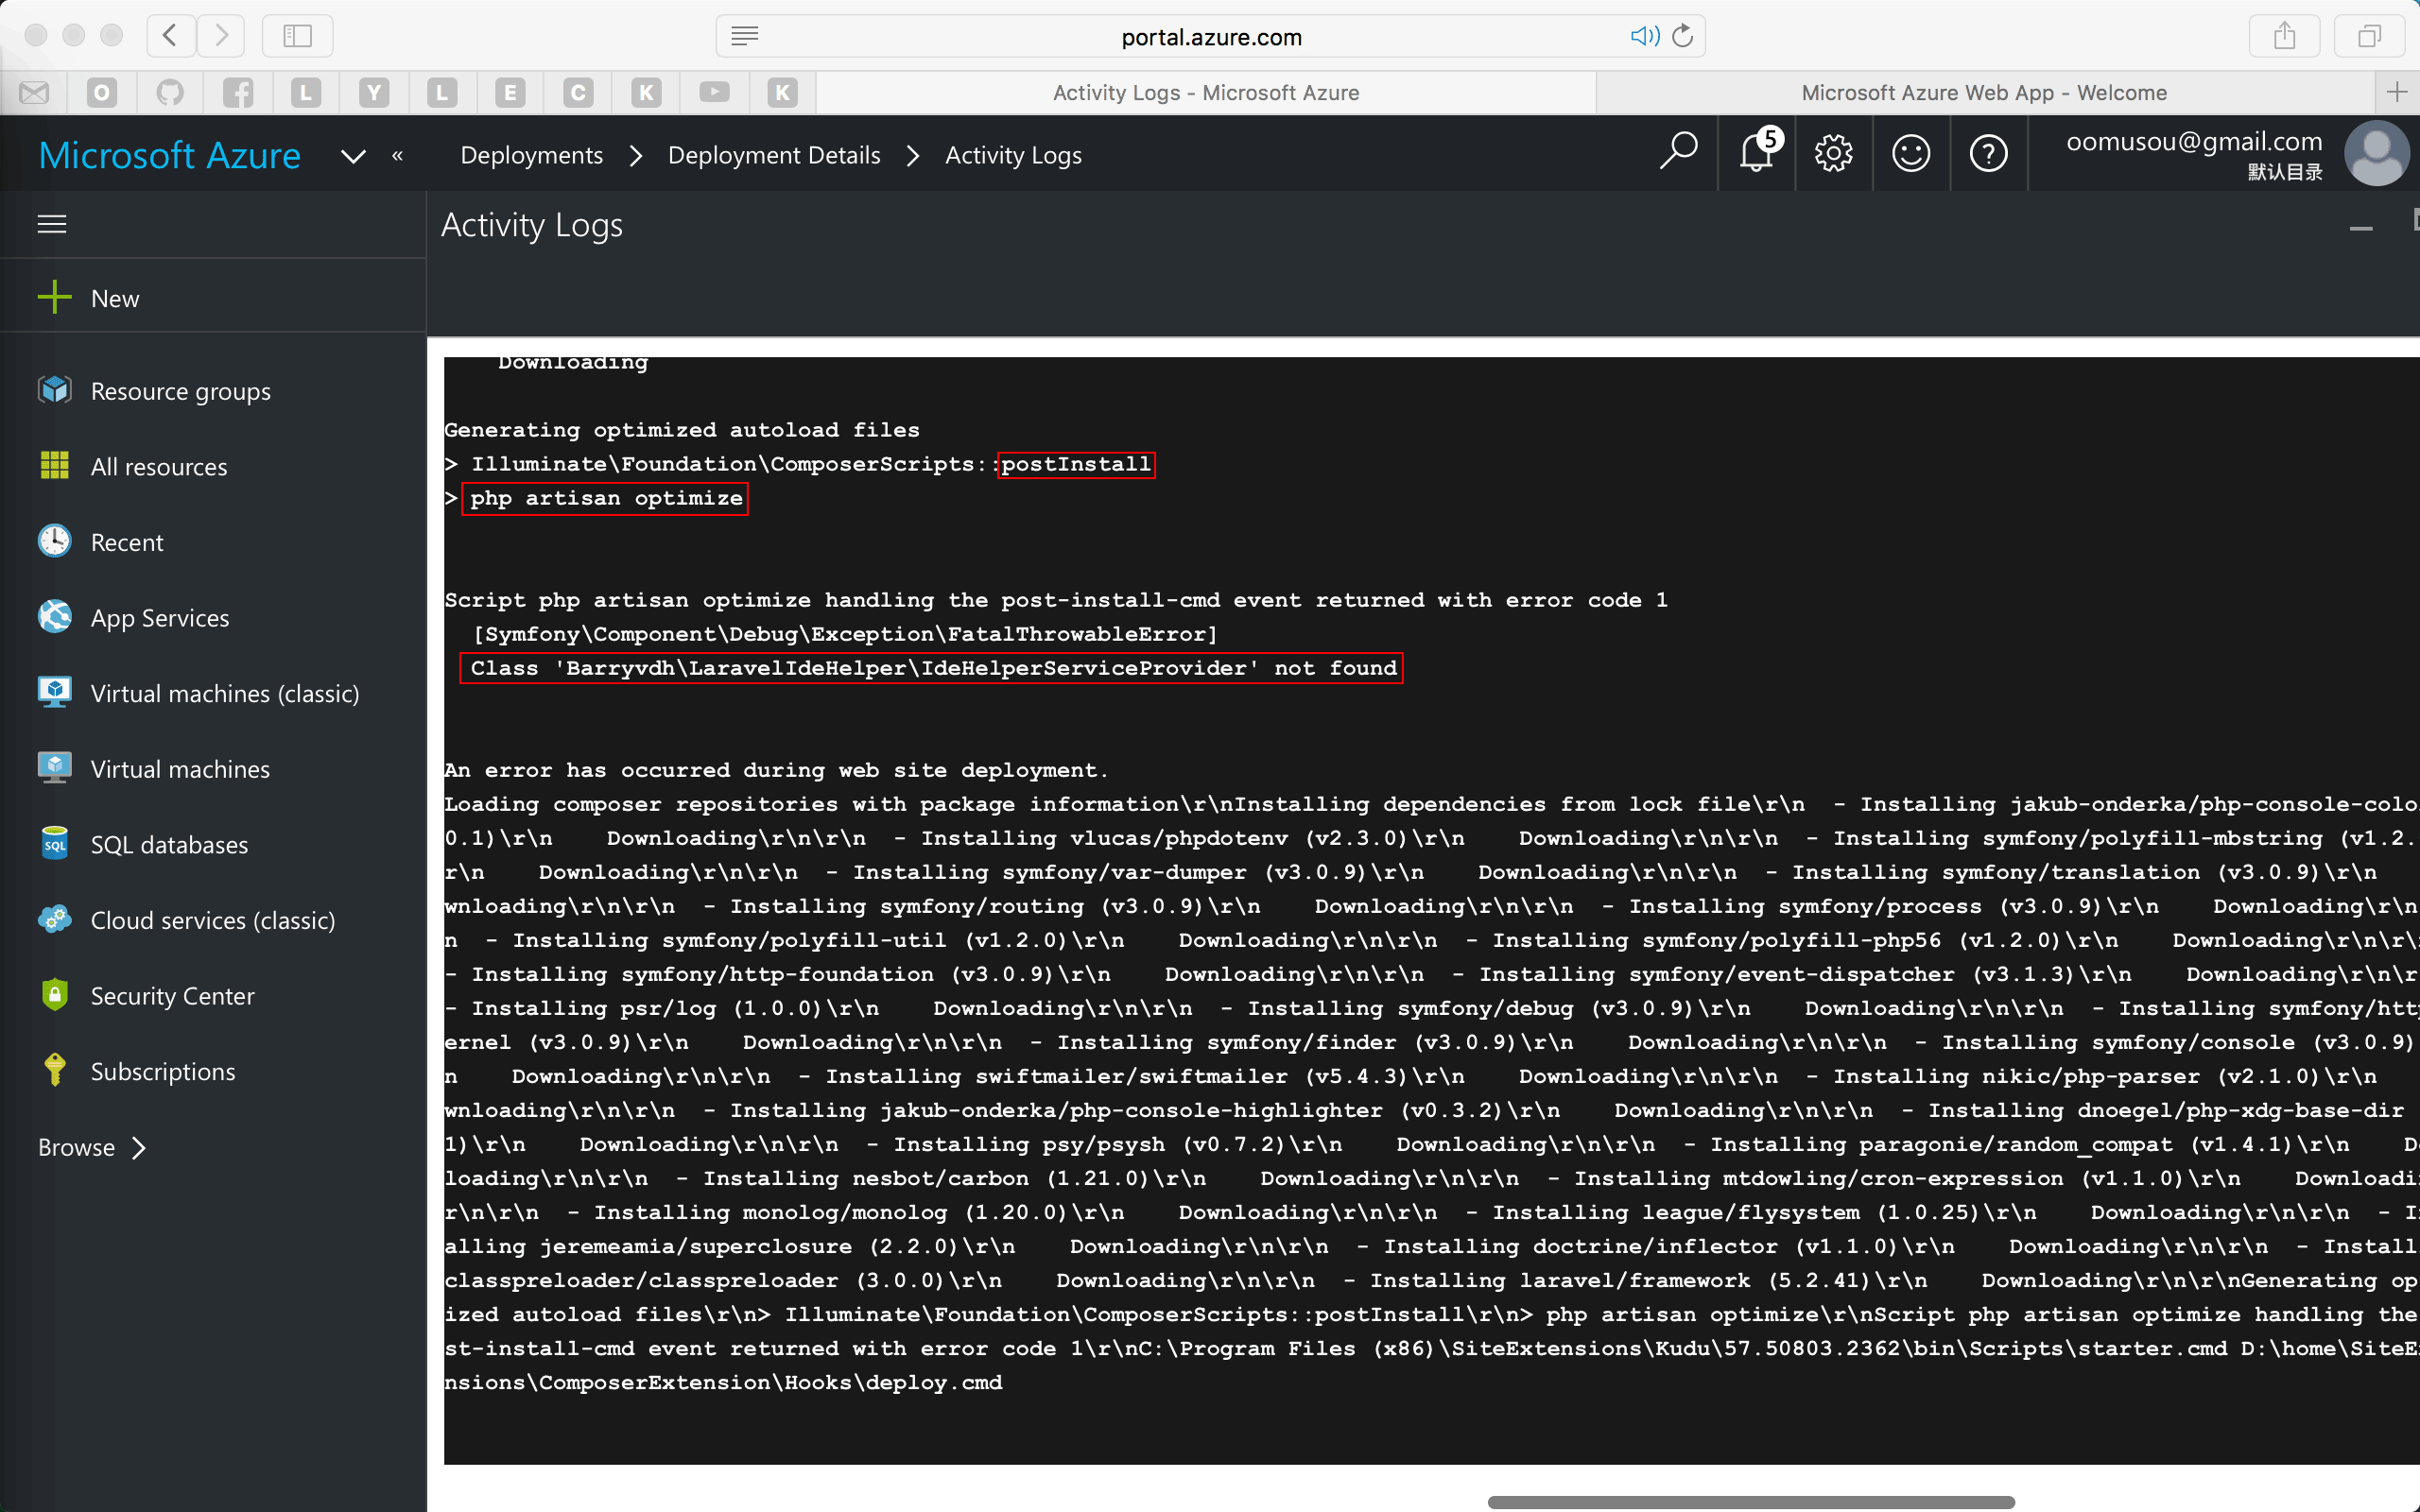 portal.azure.com
O L Y L E C K K
Activity Logs - Microsoft Azure
Microsoft Azure Web App - Welcome
Microsoft Azure « Deployments > Deployment Details > Activity Logs
5
oomusou@gmail.com
默认目录
Activity Logs
New
Resource groups
All resources
Recent
App Services
Virtual machines (classic)
Virtual machines
SQL
SQL databases
Cloud services (classic)
Security Center
Subscriptions
Browse >
Downloading
Generating optimized autoload files
> Illuminate\Foundation\ComposerScripts::postInstall
> php artisan optimize
Script php artisan optimize handling the post-install-cmd event returned with error code 1
[Symfony\Component\Debug\Exception\FatalThrowableError]
Class 'Barryvdh\LaravelIdeHelper\IdeHelperServiceProvider' not found
An error has occurred during web site deployment.
Loading composer repositories with package information\r\nInstalling dependencies from lock file\r\n  - Installing jakub-onderka/php-console-colo
0.1)\r\n    Downloading\r\n\r\n  - Installing vlucas/phpdotenv (v2.3.0)\r\n    Downloading\r\n\r\n  - Installing symfony/polyfill-mbstring (v1.2.
r\n    Downloading\r\n\r\n  - Installing symfony/var-dumper (v3.0.9)\r\n    Downloading\r\n\r\n  - Installing symfony/translation (v3.0.9)\r\n
wnloading\r\n\r\n  - Installing symfony/routing (v3.0.9)\r\n    Downloading\r\n\r\n  - Installing symfony/process (v3.0.9)\r\n    Downloading\r\n
n  - Installing symfony/polyfill-util (v1.2.0)\r\n    Downloading\r\n\r\n  - Installing symfony/polyfill-php56 (v1.2.0)\r\n    Downloading\r\n\r\
- Installing symfony/http-foundation (v3.0.9)\r\n    Downloading\r\n\r\n  - Installing symfony/event-dispatcher (v3.1.3)\r\n    Downloading\r\n\r
- Installing psr/log (1.0.0)\r\n    Downloading\r\n\r\n  - Installing symfony/debug (v3.0.9)\r\n    Downloading\r\n\r\n  - Installing symfony/htt
ernel (v3.0.9)\r\n    Downloading\r\n\r\n  - Installing symfony/finder (v3.0.9)\r\n    Downloading\r\n\r\n  - Installing symfony/console (v3.0.9)
n    Downloading\r\n\r\n  - Installing swiftmailer/swiftmailer (v5.4.3)\r\n    Downloading\r\n\r\n  - Installing nikic/php-parser (v2.1.0)\r\n
wnloading\r\n\r\n  - Installing jakub-onderka/php-console-highlighter (v0.3.2)\r\n    Downloading\r\n\r\n  - Installing dnoegel/php-xdg-base-dir
1)\r\n    Downloading\r\n\r\n  - Installing psy/psysh (v0.7.2)\r\n    Downloading\r\n\r\n  - Installing paragonie/random_compat (v1.4.1)\r\n    D
loading\r\n\r\n  - Installing nesbot/carbon (1.21.0)\r\n    Downloading\r\n\r\n  - Installing mtdowling/cron-expression (v1.1.0)\r\n    Downloadi
r\n\r\n  - Installing monolog/monolog (1.20.0)\r\n    Downloading\r\n\r\n  - Installing league/flysystem (1.0.25)\r\n    Downloading\r\n\r\n  - I
alling jeremeamia/superclosure (2.2.0)\r\n    Downloading\r\n\r\n  - Installing doctrine/inflector (v1.1.0)\r\n    Downloading\r\n\r\n  - Install
classpreloader/classpreloader (3.0.0)\r\n    Downloading\r\n\r\n  - Installing laravel/framework (5.2.41)\r\n    Downloading\r\n\r\nGenerating op
ized autoload files\r\n> Illuminate\Foundation\ComposerScripts::postInstall\r\n> php artisan optimize\r\nScript php artisan optimize handling the
st-install-cmd event returned with error code 1\r\nC:\Program Files (x86)\SiteExtensions\Kudu\57.50803.2362\bin\Scripts\starter.cmd D:\home\SiteE
nsions\ComposerExtension\Hooks\deploy.cmd